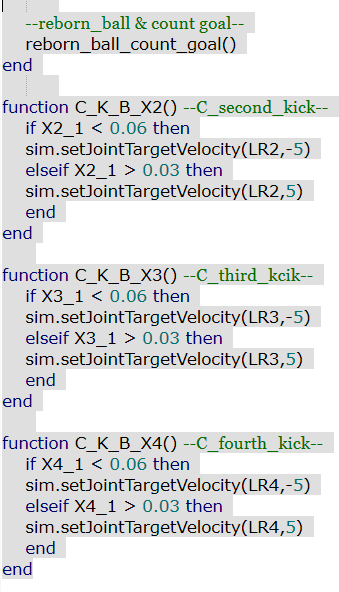 --reborn_ball & count goal--
reborn_ball_count_goal()
end
function C_K_B_X2() --C_second_kick--
if X2_1 < 0.06 then
sim.setJointTargetVelocity(LR2,-5)
elseif X2_1 > 0.03 then
sim.setJointTargetVelocity(LR2,5)
end
end
function C_K_B_X3() --C_third_kcik--
if X3_1 < 0.06 then
sim.setJointTargetVelocity(LR3,-5)
elseif X3_1 > 0.03 then
sim.setJointTargetVelocity(LR3,5)
end
end
function C_K_B_X4() --C_fourth_kick--
if X4_1 < 0.06 then
sim.setJointTargetVelocity(LR4,-5)
elseif X4_1 > 0.03 then
sim.setJointTargetVelocity(LR4,5)
end
end